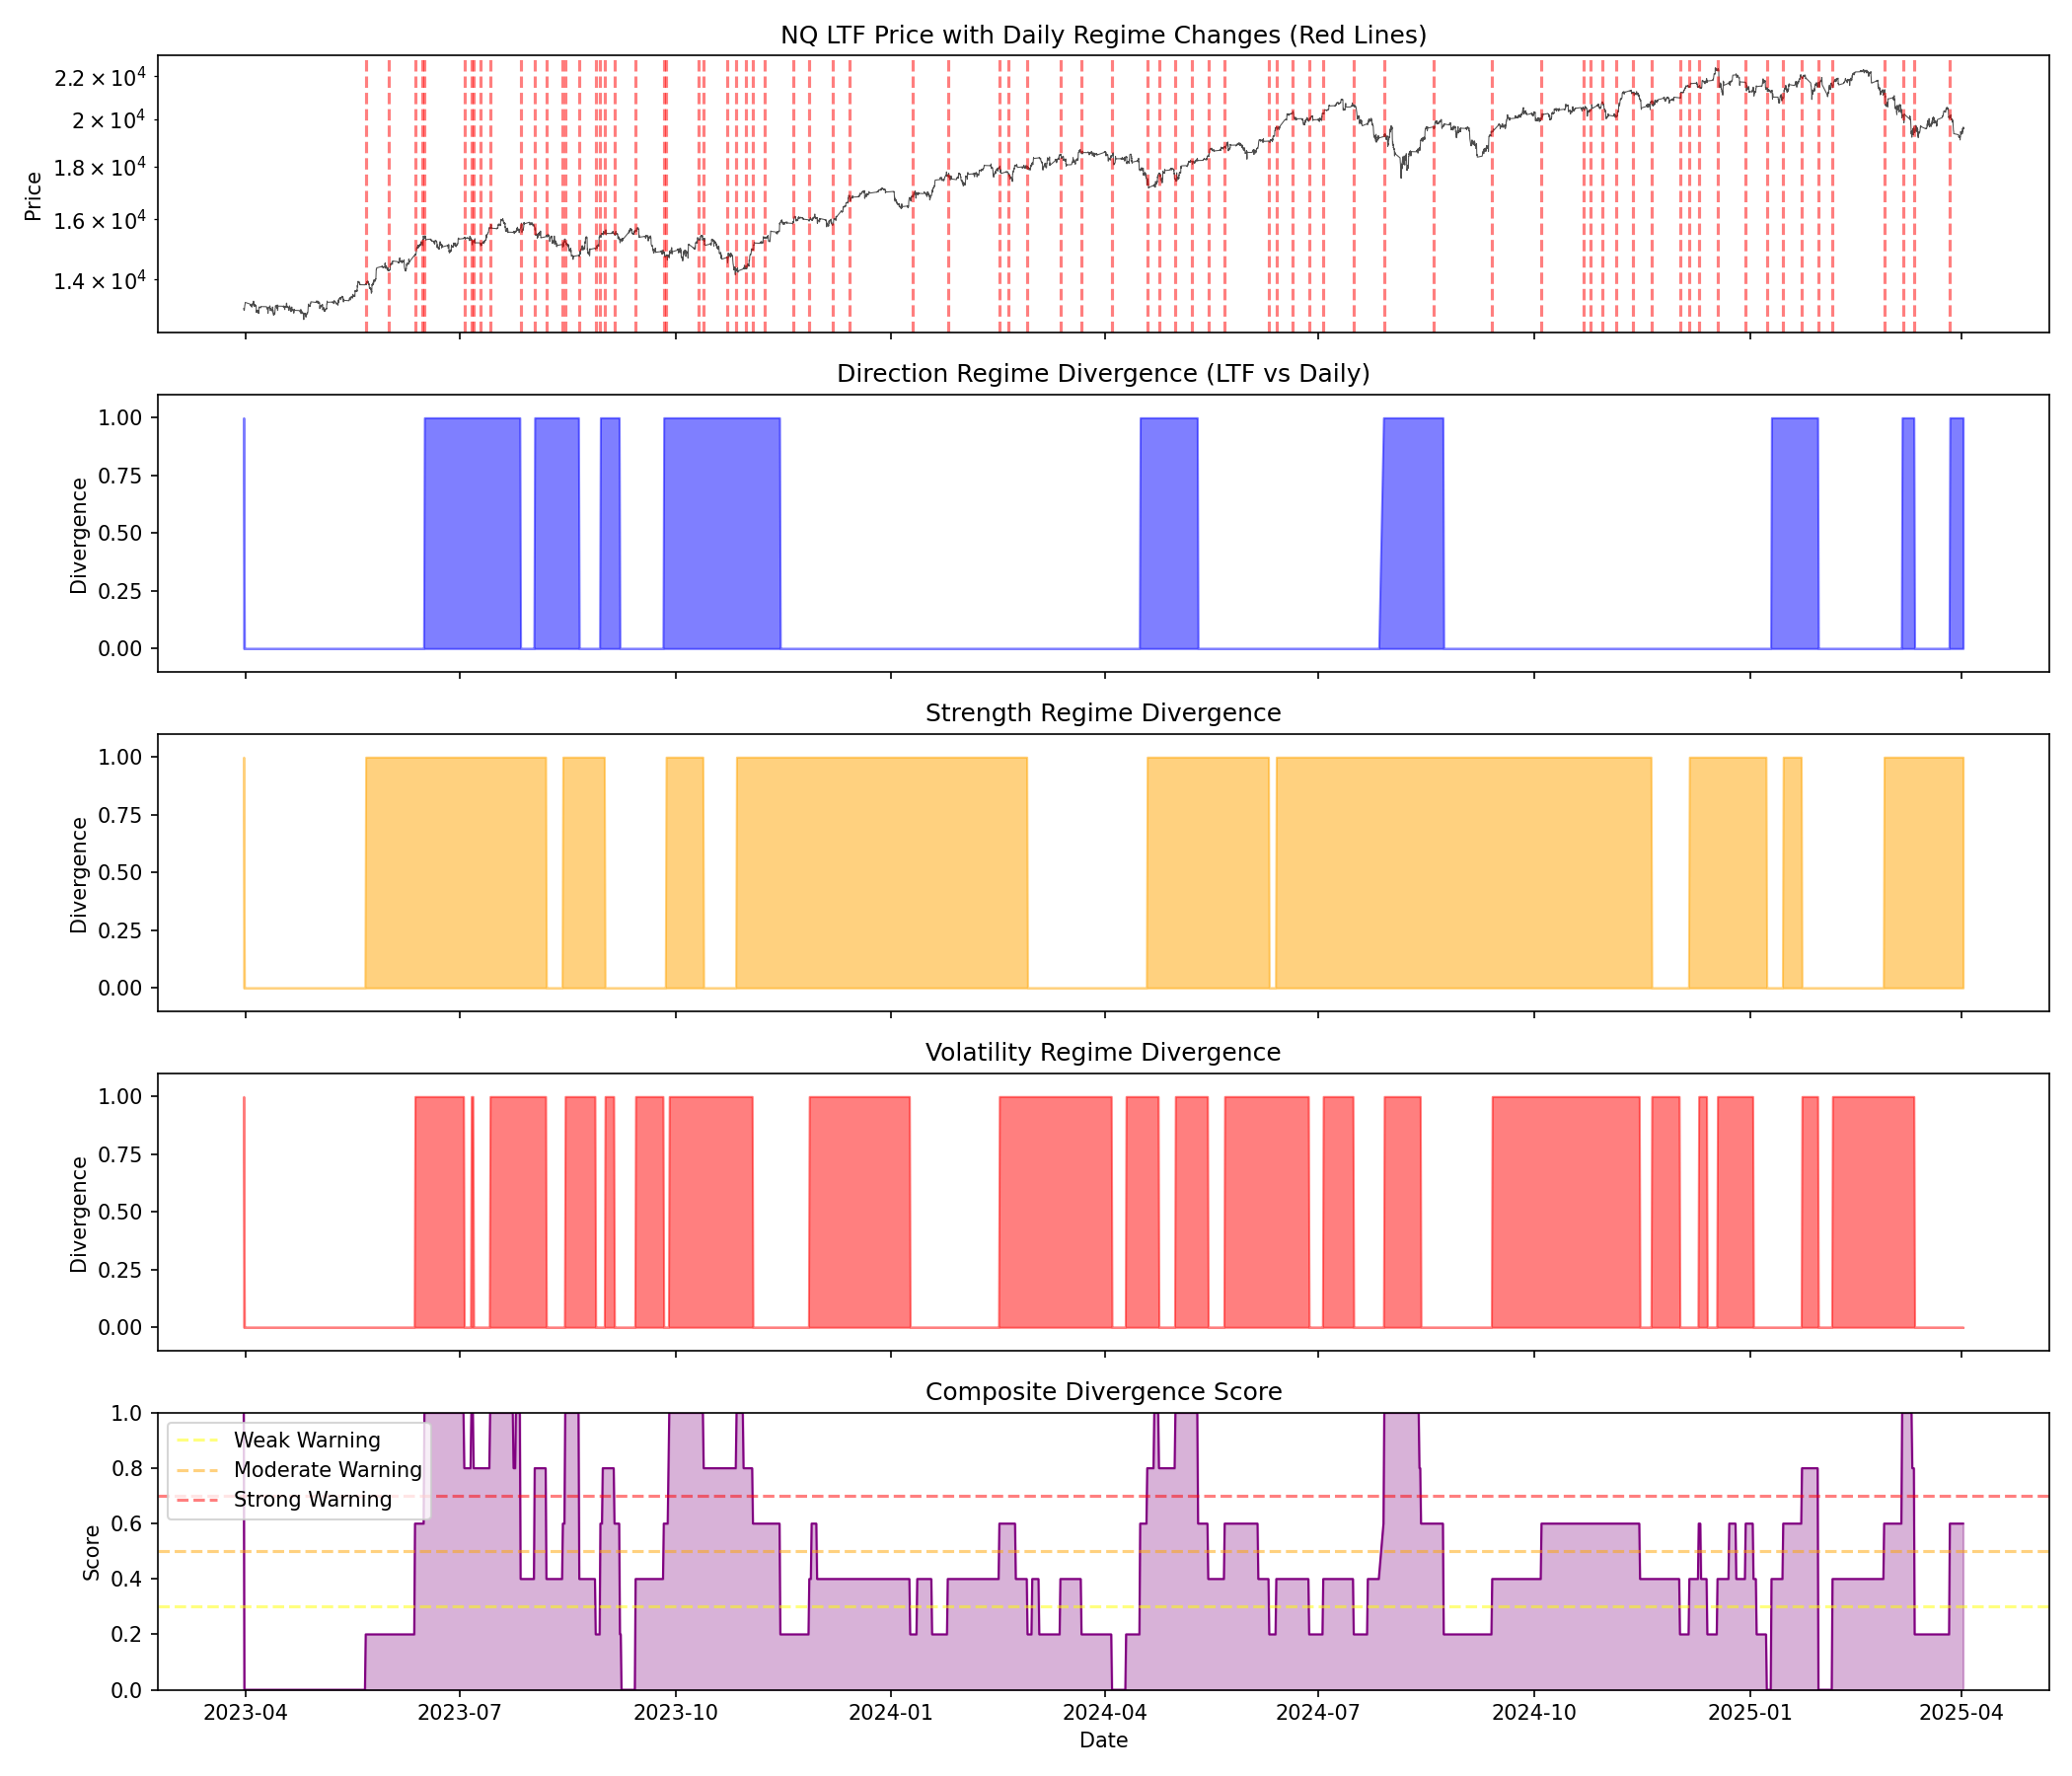 NQ LTF Price with Daily Regime Changes (Red Lines)
2.2 × 10⁴
2 × 10⁴
1.8 × 10⁴
1.6 × 10⁴
1.4 × 10⁴
Price
Direction Regime Divergence (LTF vs Daily)
1.00
0.75
0.50
0.25
0.00
Divergence
Strength Regime Divergence
1.00
0.75
0.50
0.25
0.00
Divergence
Volatility Regime Divergence
1.00
0.75
0.50
0.25
0.00
Divergence
Composite Divergence Score
1.0
0.8
0.6
0.4
0.2
0.0
Score
Weak Warning
Moderate Warning
Strong Warning
2023-04 2023-07 2023-10 2024-01 2024-04 2024-07 2024-10 2025-01 2025-04
Date